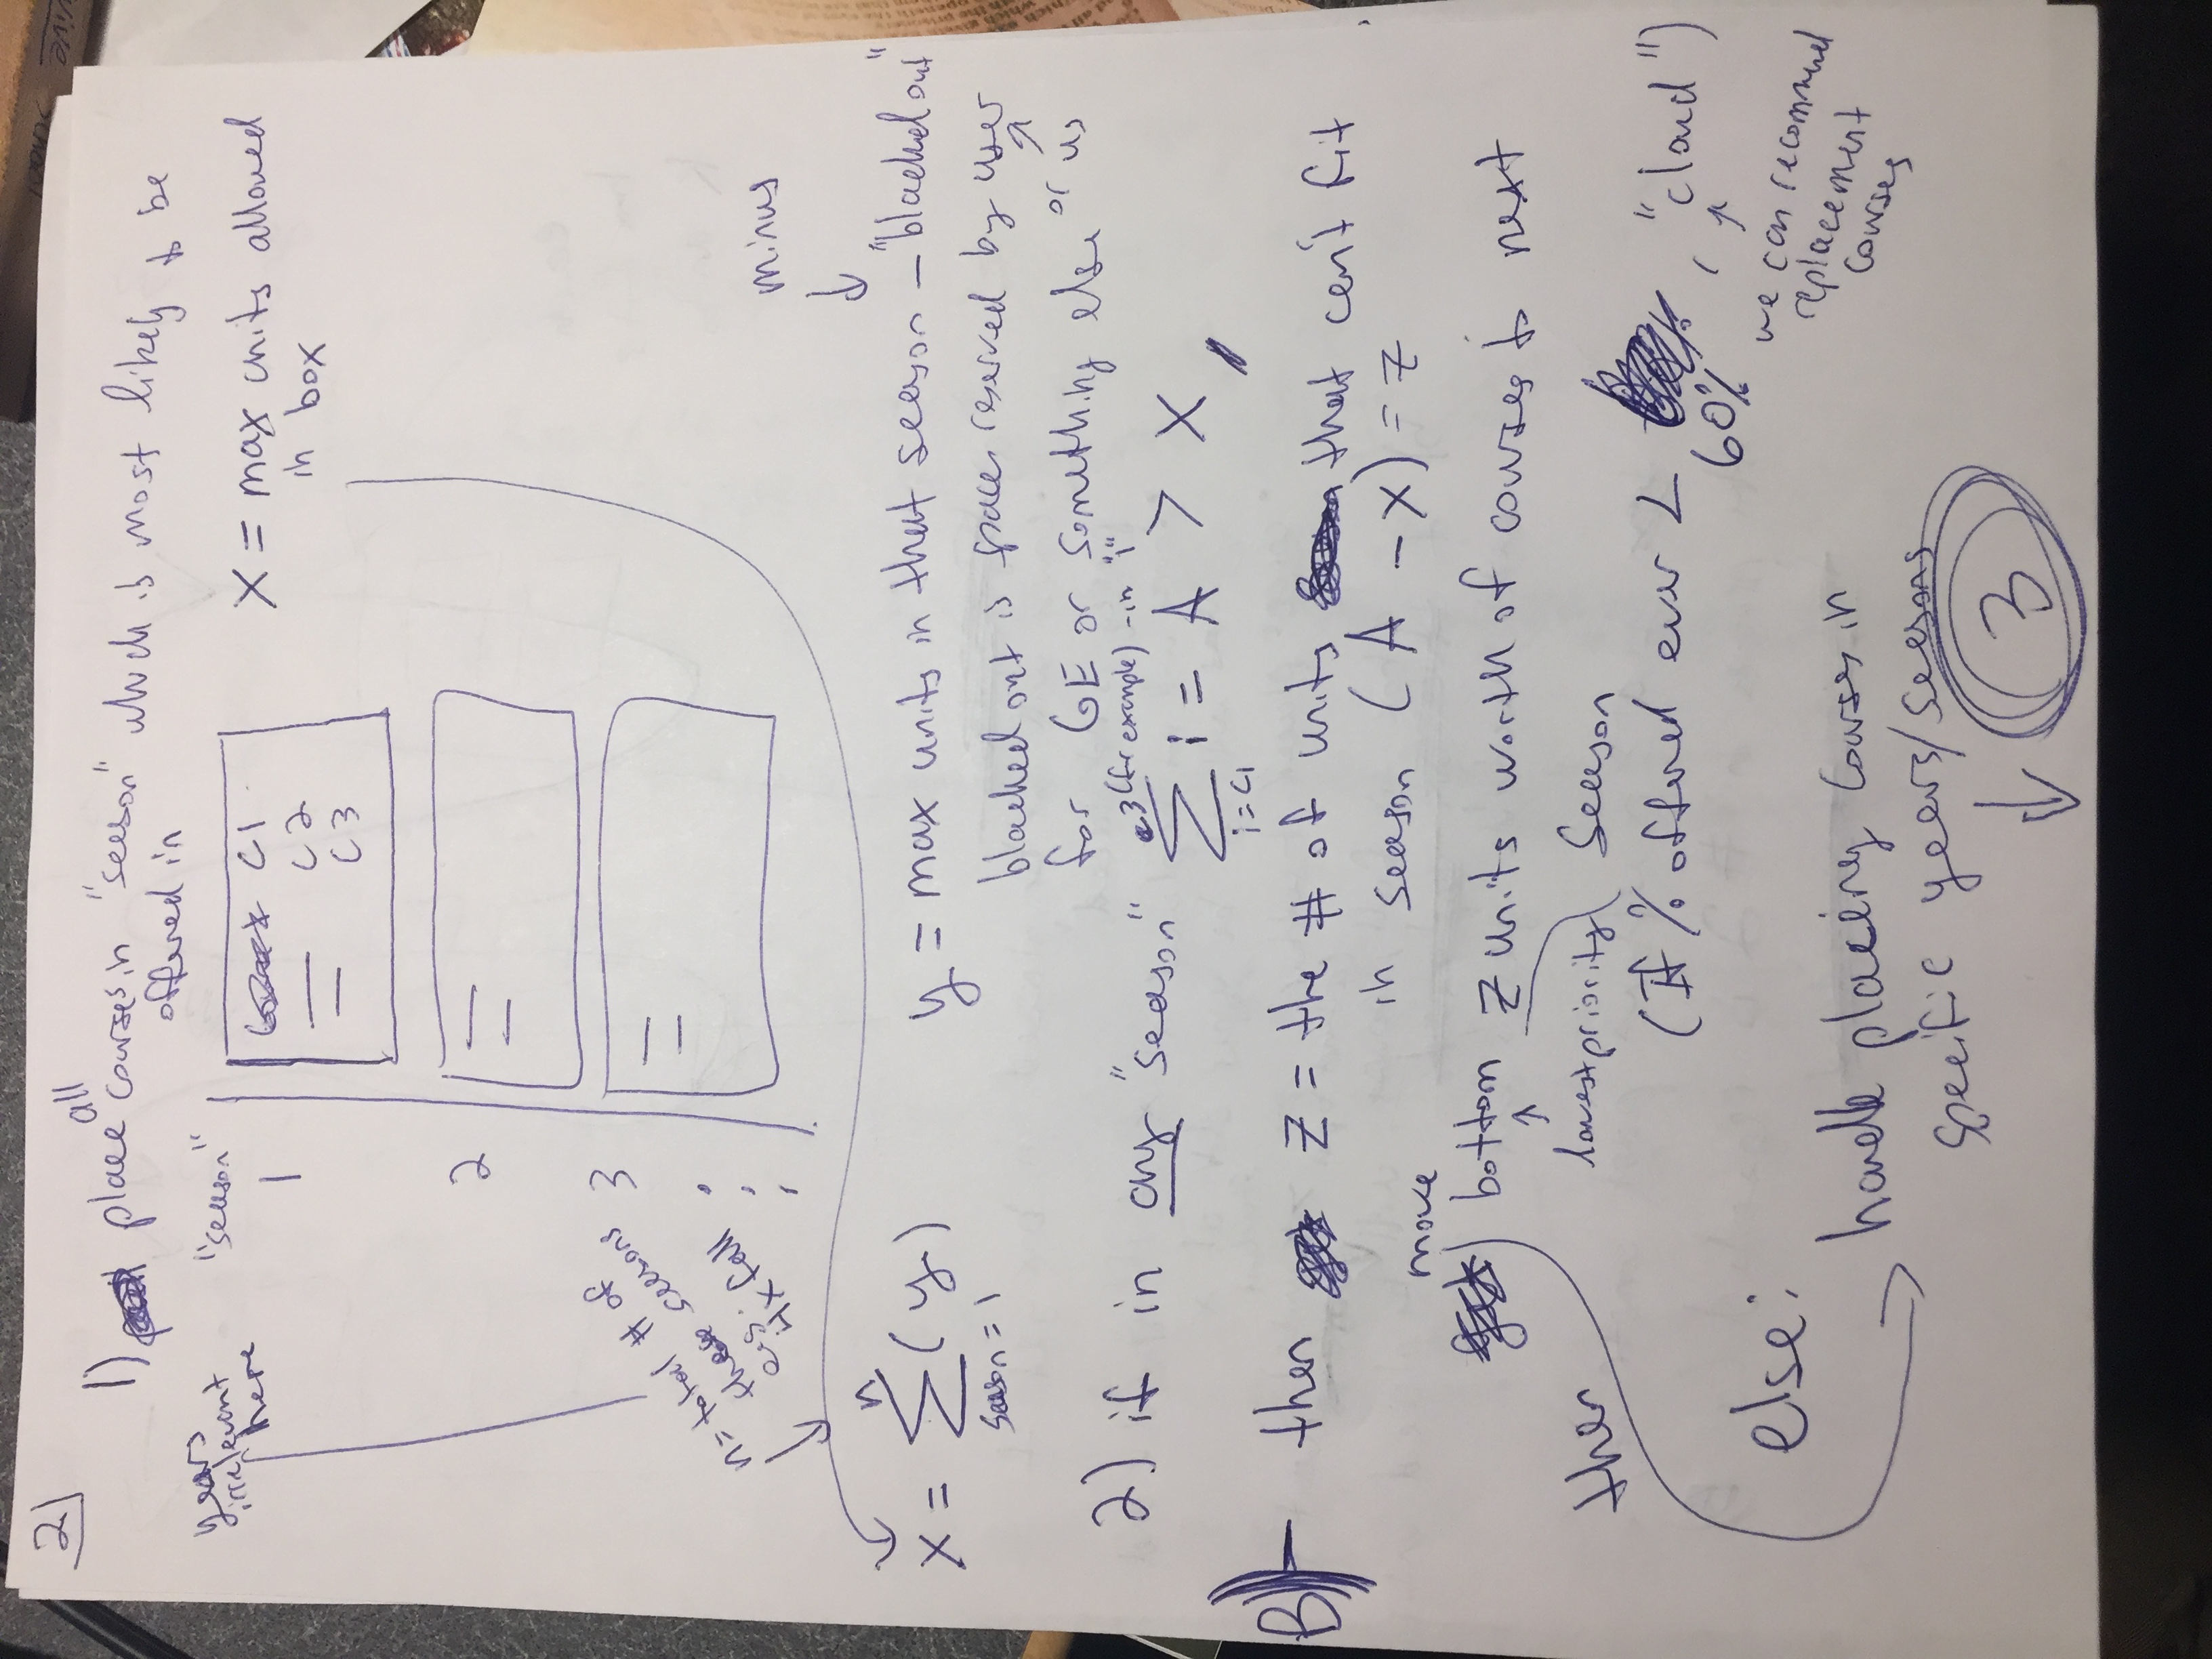 2)
1) place all courses in "season" which is most likely to be
offered in
years
irrelevant
here
"season"
1
C1
C2
C3
2
3
X = max units allowed
in box
n = total # of
these seasons
until fall
minus
X = n Σ season = 1 (y)
y = max units in that season - "blacked out"
blacked out is space reserved by user
for GE or something else or us
2) if in any "season" Σ i = A > X,
c3 (for example) - in "i"
i = c1
B) then Z = the # of units that can't fit
in season (A - X) = Z
then move bottom Z units worth of courses to next
lowest priority season
(If % offered ever < 60%, "cloud")
we can recommend
replacement
courses
else:
handle placing courses in
specific years/seasons
3